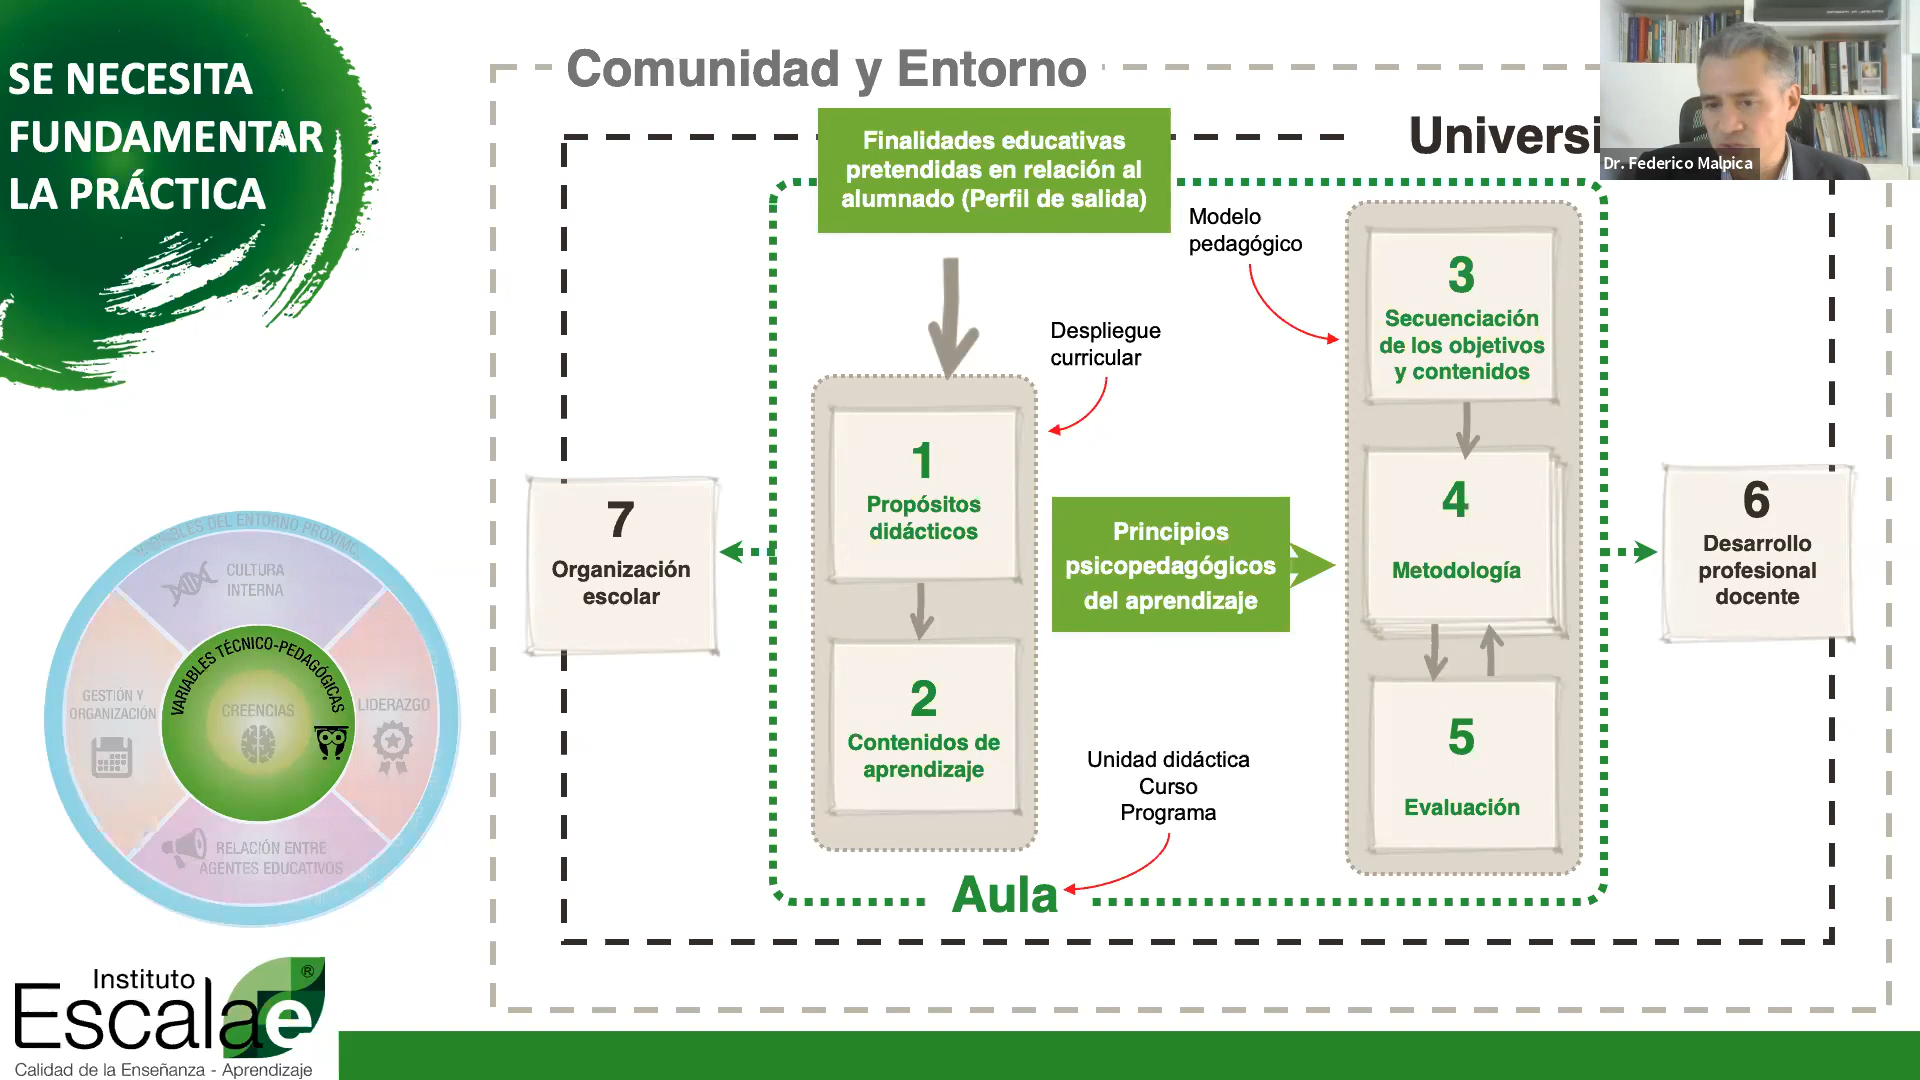 SE NECESITA
FUNDAMENTAR
LA PRÁCTICA
Comunidad y Entorno
Universi
Dr. Federico Malpica
Finalidades educativas
pretendidas en relación al
alumnado (Perfil de salida)
Modelo
pedagógico
Despliegue
curricular
1
Propósitos
didácticos
2
Contenidos de
aprendizaje
Principios
psicopedagógicos
del aprendizaje
3
Secuenciación
de los objetivos
y contenidos
4
Metodología
5
Evaluación
6
Desarrollo
profesional
docente
7
Organización
escolar
Unidad didáctica
Curso
Programa
Aula
VARIABLES DEL ENTORNO PRÓXIMO
CULTURA
INTERNA
VARIABLES TÉCNICO-PEDAGÓGICAS
CREENCIAS
GESTIÓN Y
ORGANIZACIÓN
LIDERAZGO
RELACIÓN ENTRE
AGENTES EDUCATIVOS
Instituto
Escalae
®
Calidad de la Enseñanza - Aprendizaje